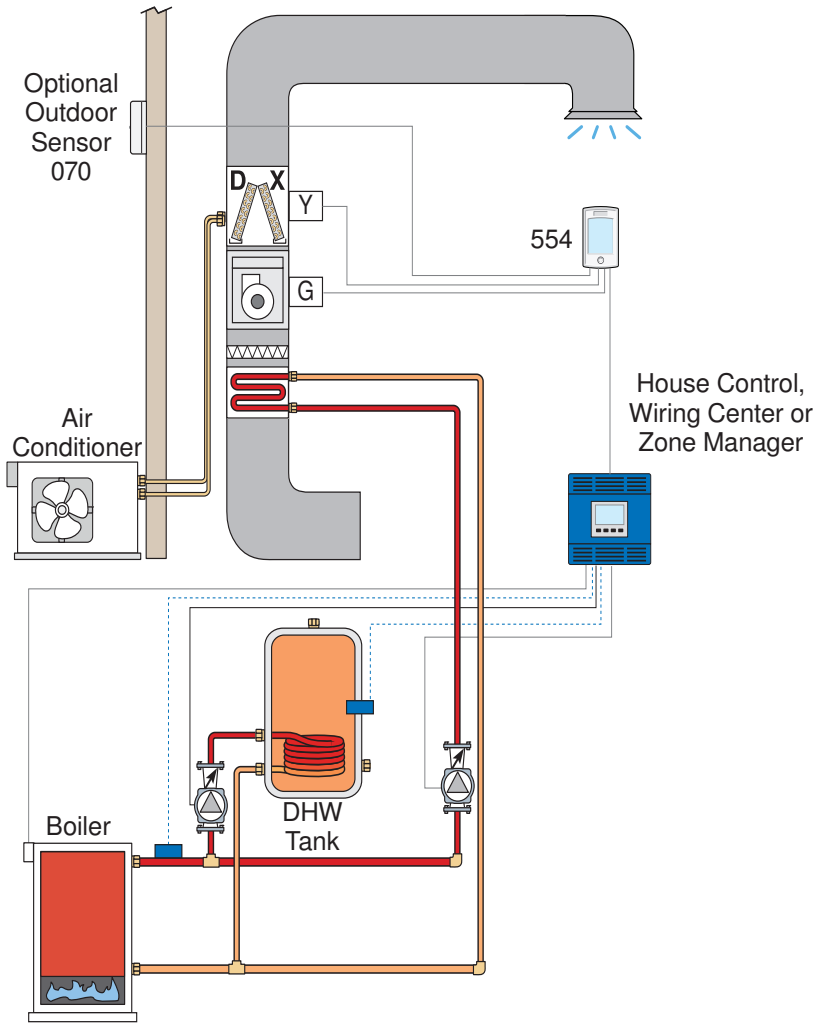 Optional
Outdoor
Sensor
070
D X
Y
554
G
House Control,
Wiring Center or
Zone Manager
Air
Conditioner
DHW
Tank
Boiler